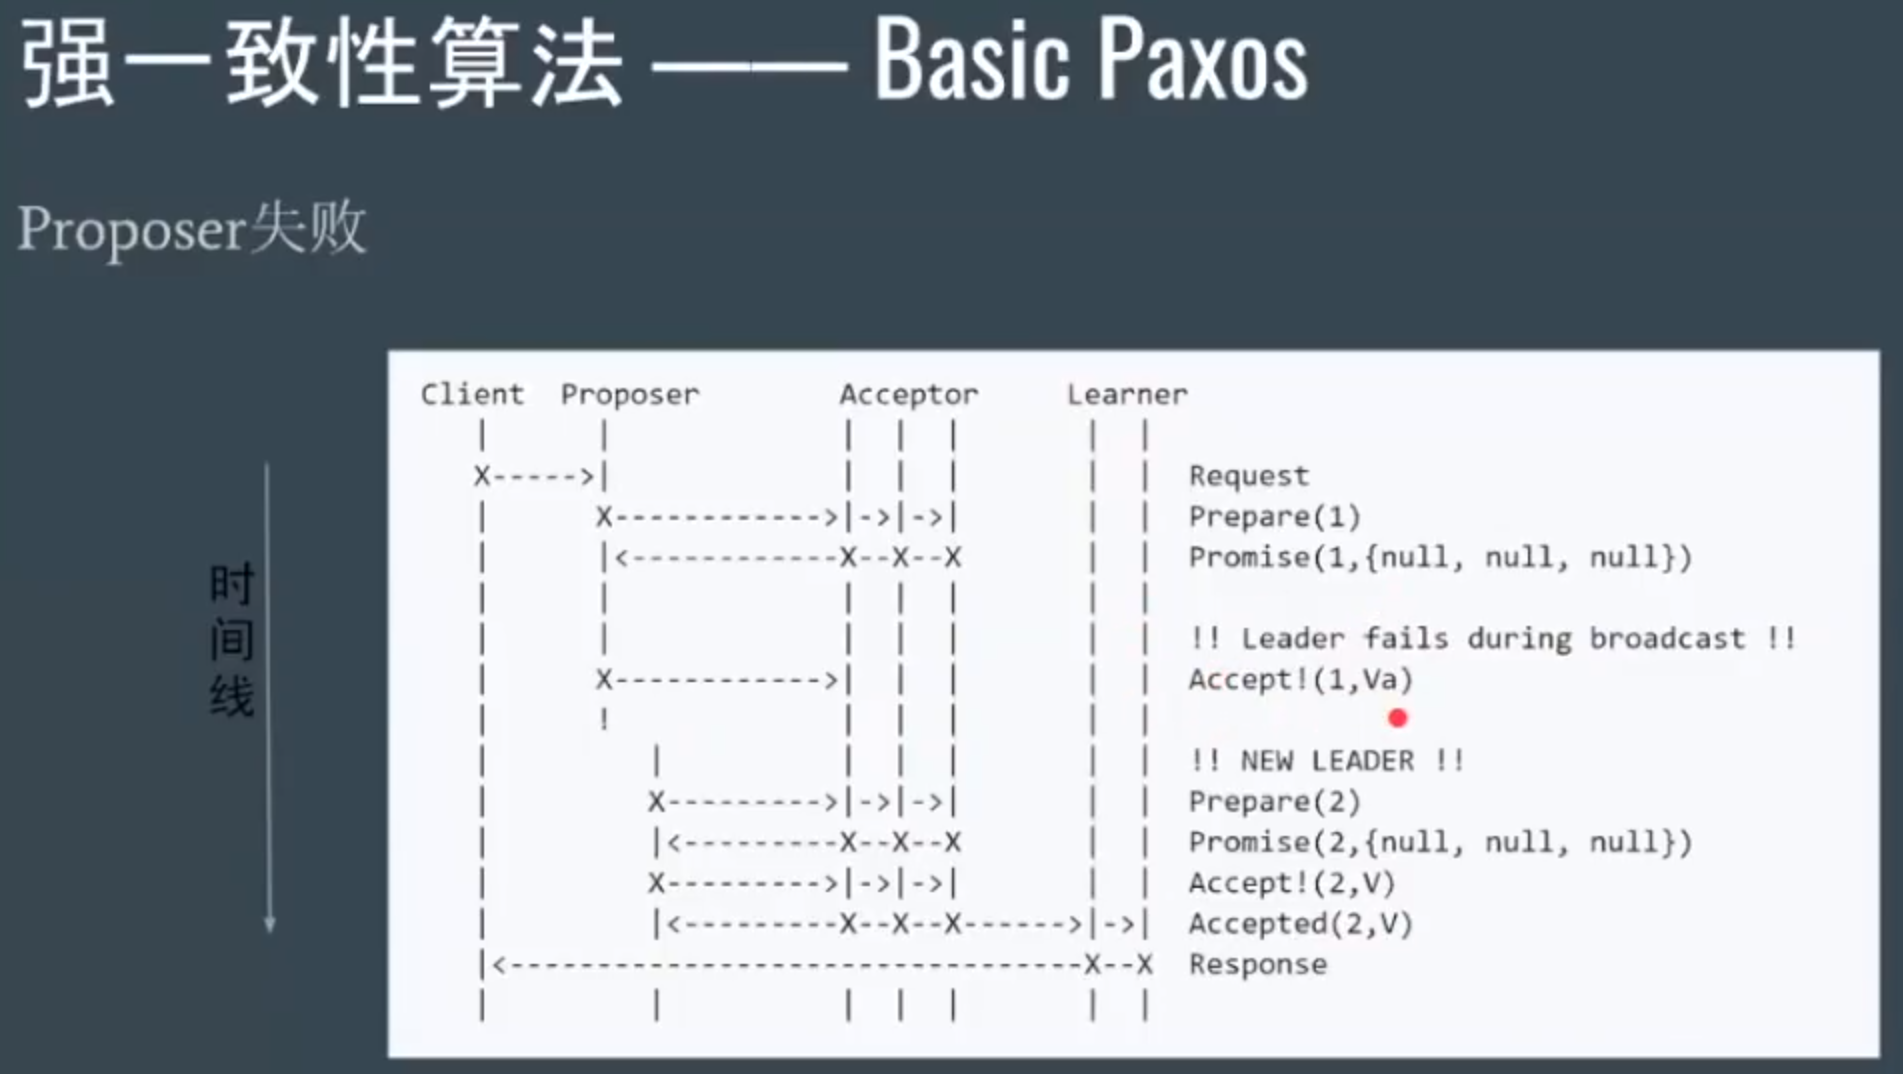 强一致性算法 —— Basic Paxos
Proposer失败
时间线
Client  Proposer        Acceptor     Learner
   |      |             |  |  |       |  |
   X----->|             |  |  |       |  |  Request
   |      X------------>|->|->|       |  |  Prepare(1)
   |      |<------------X--X--X       |  |  Promise(1,{null, null, null})
   |      |             |  |  |       |  |
   |      |             |  |  |       |  |  !! Leader fails during broadcast !!
   |      X------------>|  |  |       |  |  Accept!(1,Va)
   |      !             |  |  |       |  |
   |         |          |  |  |       |  |  !! NEW LEADER !!
   |         X--------->|->|->|       |  |  Prepare(2)
   |         |<---------X--X--X       |  |  Promise(2,{null, null, null})
   |         X--------->|->|->|       |  |  Accept!(2,V)
   |         |<---------X--X--X------>|->|  Accepted(2,V)
   |<---------------------------------X--X  Response
   |         |          |  |  |       |  |